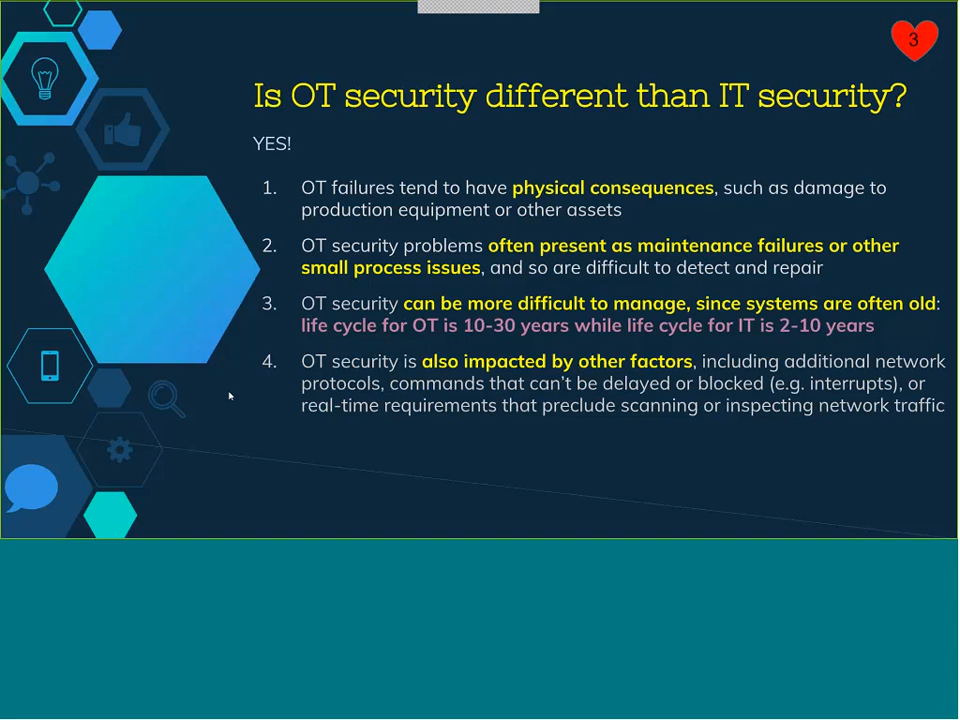 3
Is OT security different than IT security?
YES!
1. OT failures tend to have physical consequences, such as damage to
production equipment or other assets
2. OT security problems often present as maintenance failures or other
small process issues, and so are difficult to detect and repair
3. OT security can be more difficult to manage, since systems are often old:
life cycle for OT is 10-30 years while life cycle for IT is 2-10 years
4. OT security is also impacted by other factors, including additional network
protocols, commands that can’t be delayed or blocked (e.g. interrupts), or
real-time requirements that preclude scanning or inspecting network traffic